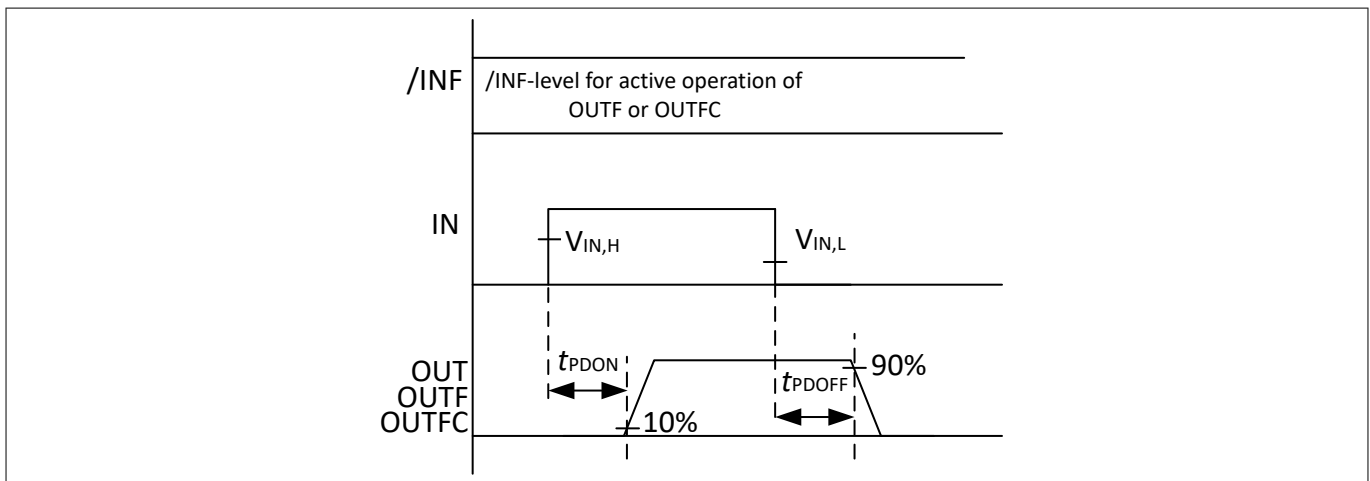 /INF
/INF-level for active operation of
OUTF or OUTFC
IN
VIN,H
VIN,L
OUT
OUTF
OUTFC
tPDON
10%
tPDOFF
90%